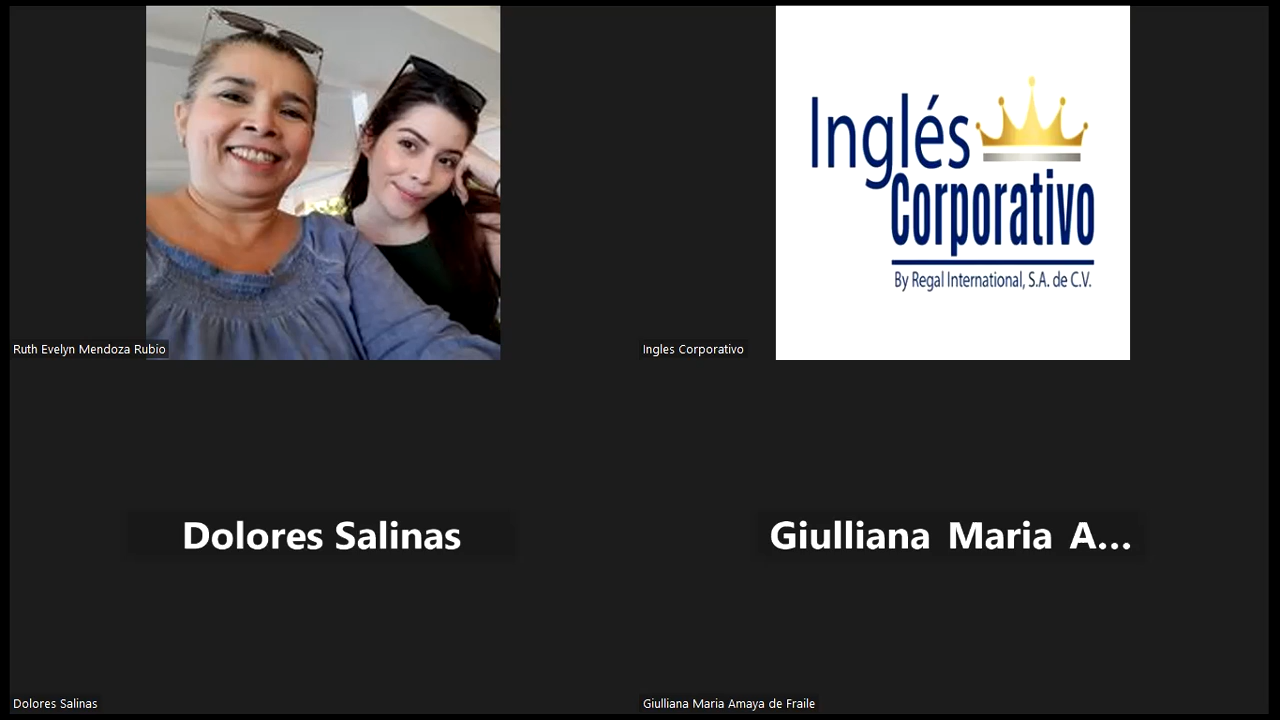 Inglés
Corporativo
By Regal International, S.A. de C.V.
Ruth Evelyn Mendoza Rubio
Ingles Corporativo
Dolores Salinas
Giulliana Maria A...
Dolores Salinas
Giulliana Maria Amaya de Fraile